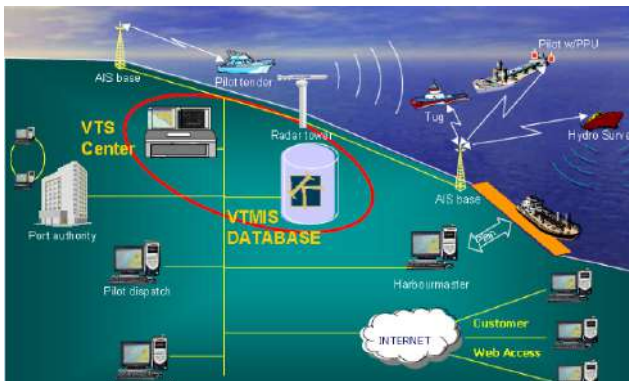 Pilot w/PPU
AIS base
Pilot tender
Tug
VTS
Center
Radar tower
Hydro Surve
AIS base
VTMIS
DATABASE
Port authority
Pilot dispatch
Harbourmaster
INTERNET
Customer
Web Access